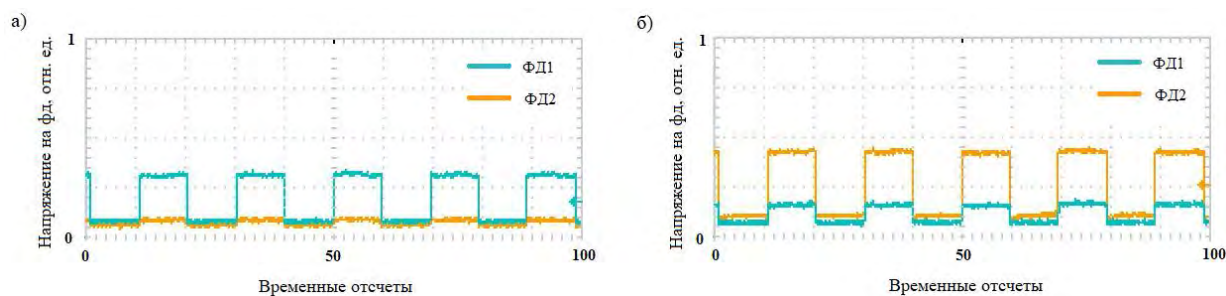 а)
Напряжение на фд, отн. ед.
1
ФД1
ФД2
0
0
50
100
Временные отсчеты
б)
Напряжение на фд, отн. ед.
1
ФД1
ФД2
0
0
50
100
Временные отсчеты